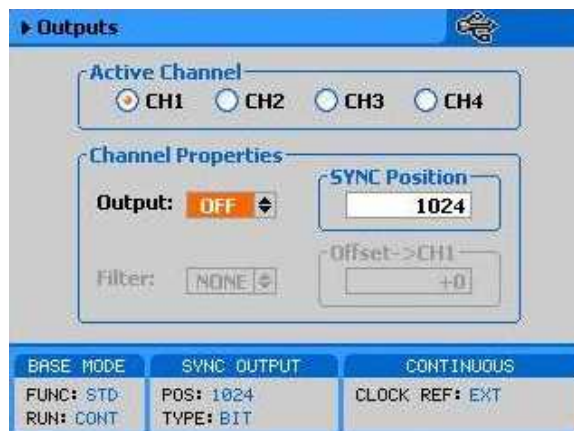 Outputs
Active Channel
CH1 CH2 CH3 CH4
Channel Properties
Output: OFF
SYNC Position
1024
Filter: NONE
Offset->CH1
+0
BASE MODE SYNC OUTPUT CONTINUOUS
FUNC: STD POS: 1024 CLOCK REF: EXT
RUN: CONT TYPE: BIT